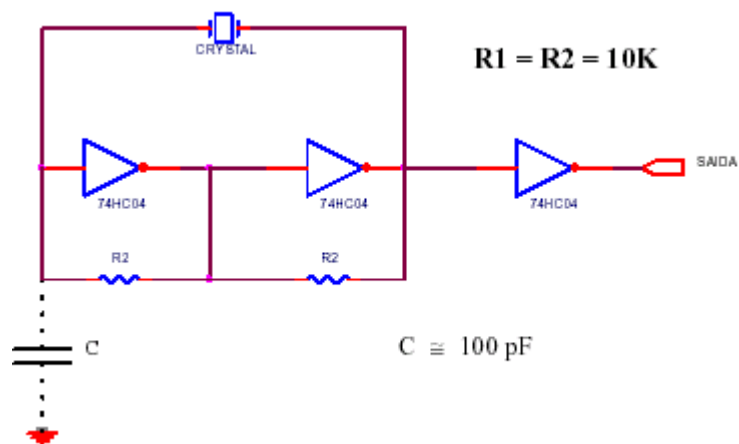 CRYSTAL
R1 = R2 = 10K
SAIDA
74HC04
74HC04
74HC04
R2
R2
C
C ≅ 100 pF